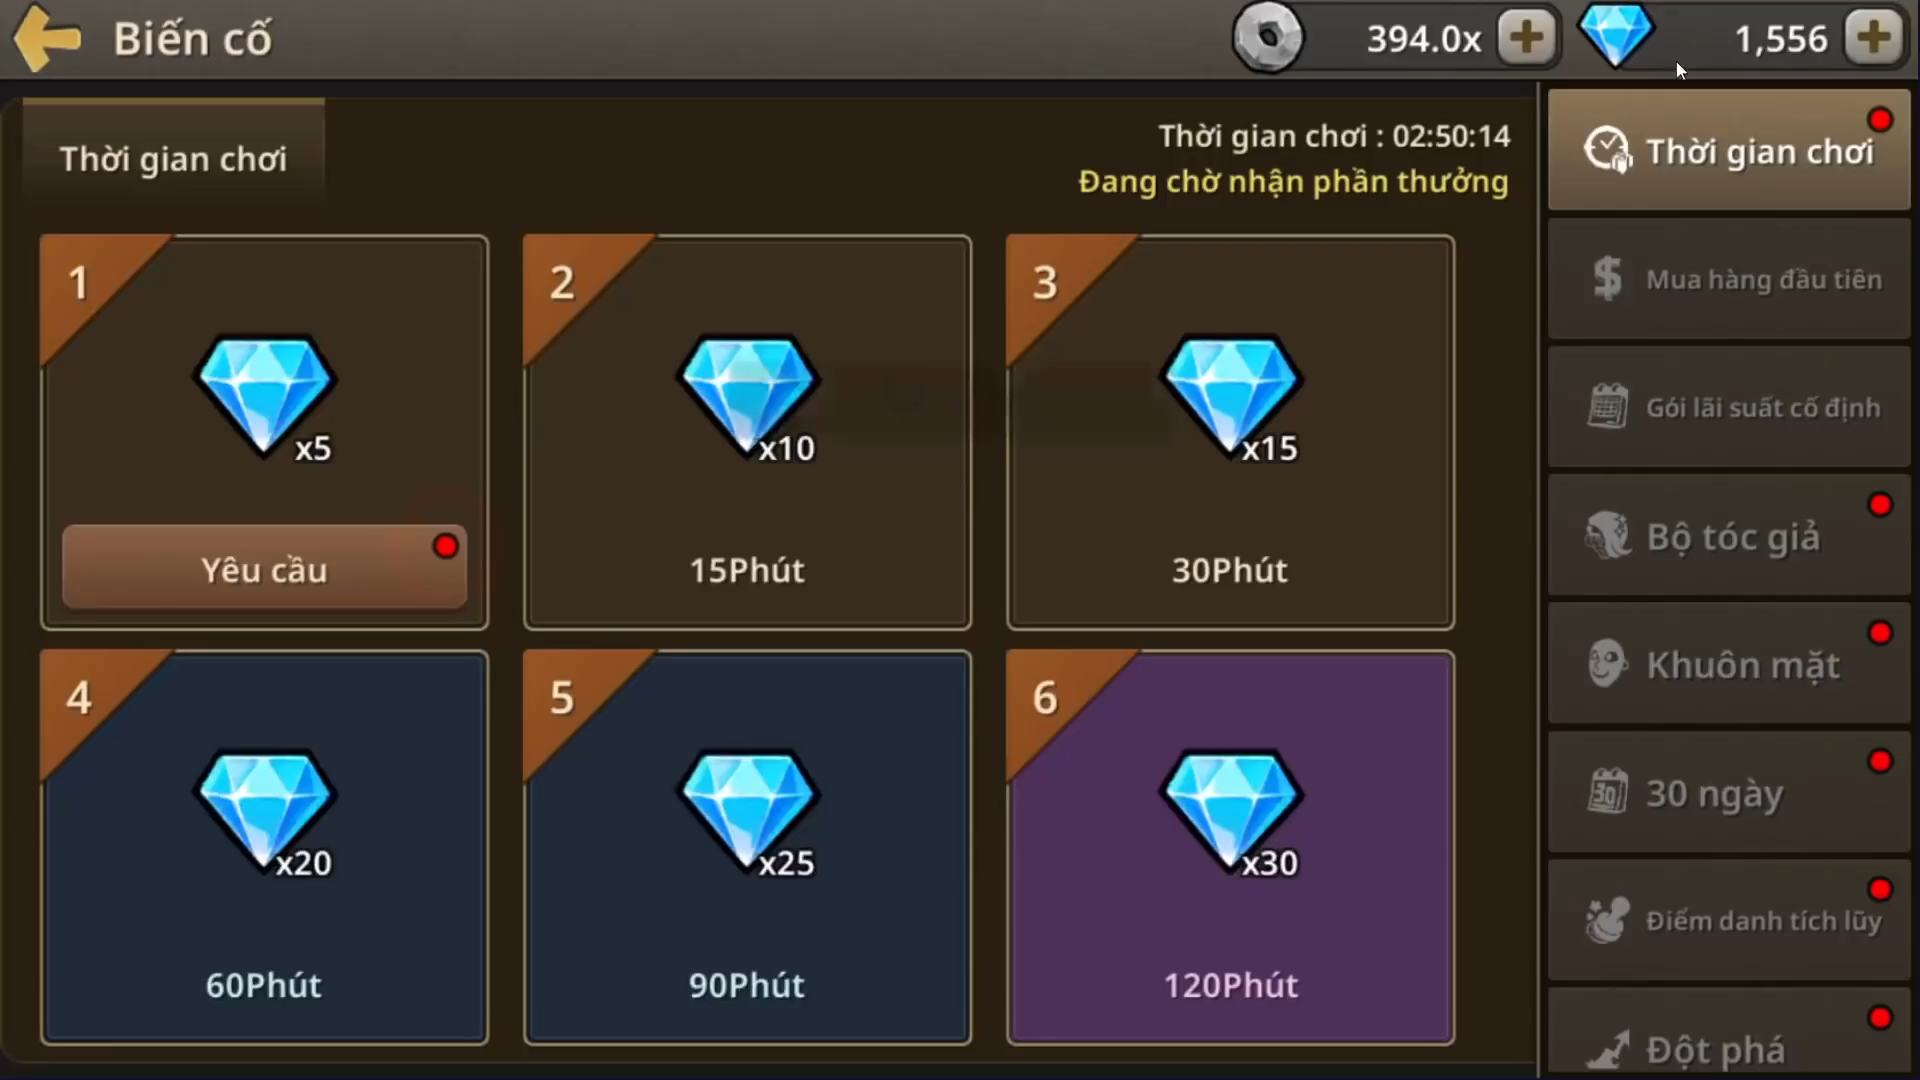 Biến cố
394.0x
1,556
Thời gian chơi
Thời gian chơi : 02:50:14
Đang chờ nhận phần thưởng
1
x5
Yêu cầu
2
x10
15Phút
3
x15
30Phút
4
x20
60Phút
5
x25
90Phút
6
x30
120Phút
Thời gian chơi
Mua hàng đầu tiên
Gói lãi suất cố định
Bộ tóc giả
Khuôn mặt
30 ngày
Điểm danh tích lũy
Đột phá